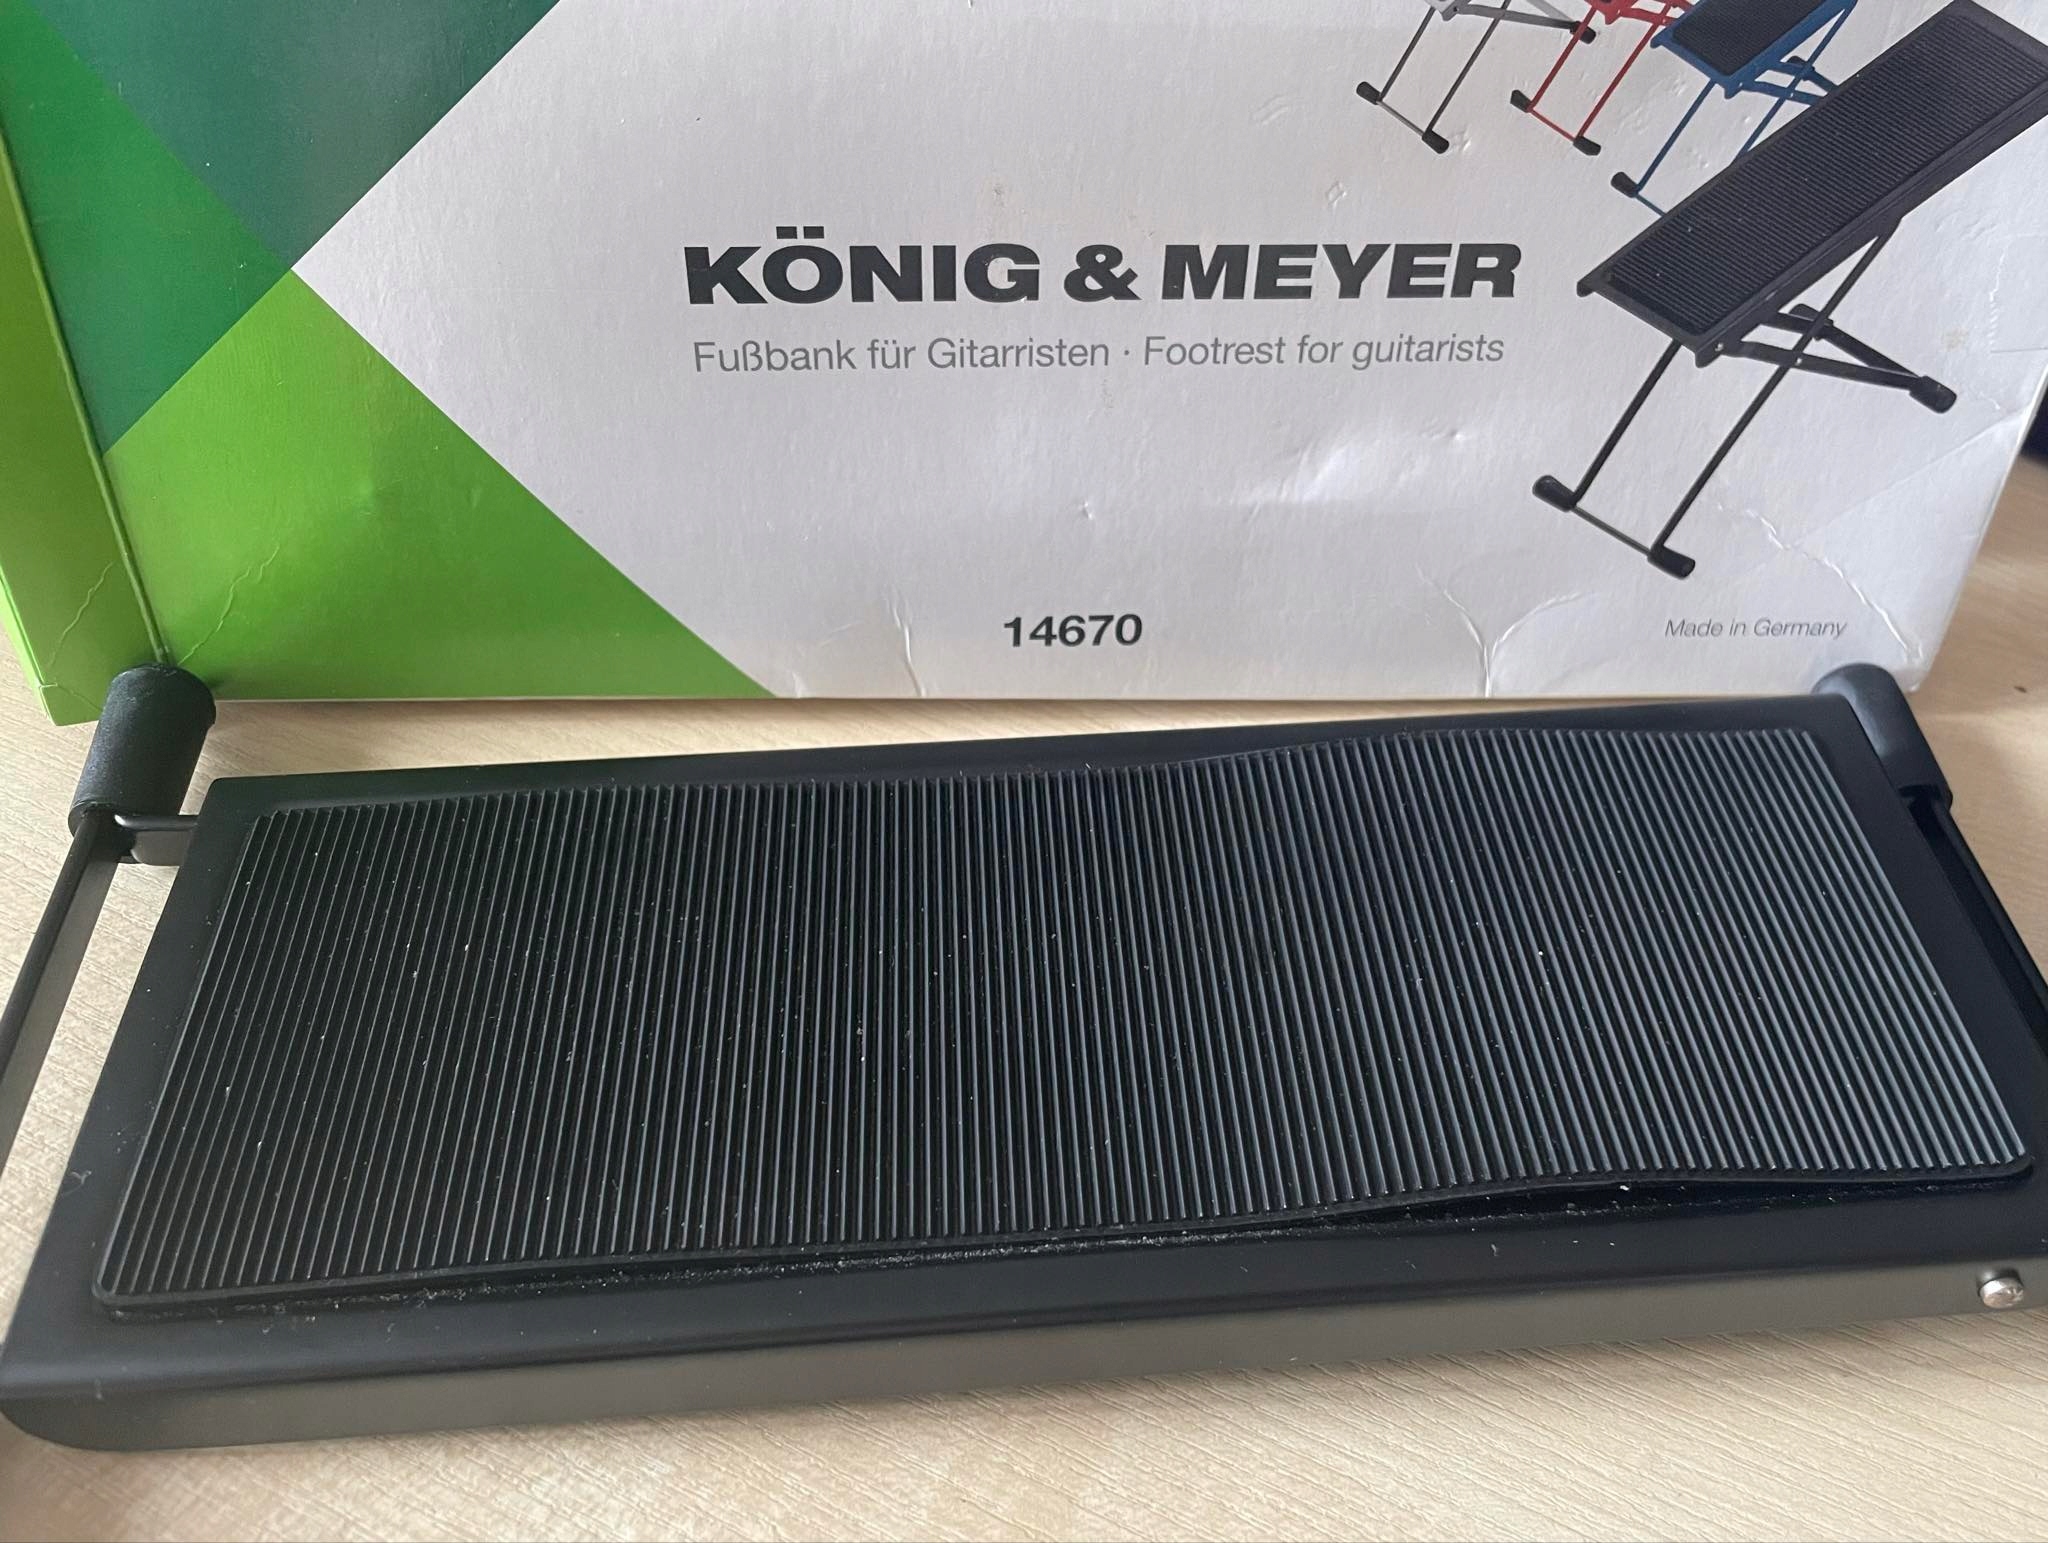 KÖNIG & MEYER
Fußbank für Gitarristen · Footrest for guitarists
14670
Made in Germany